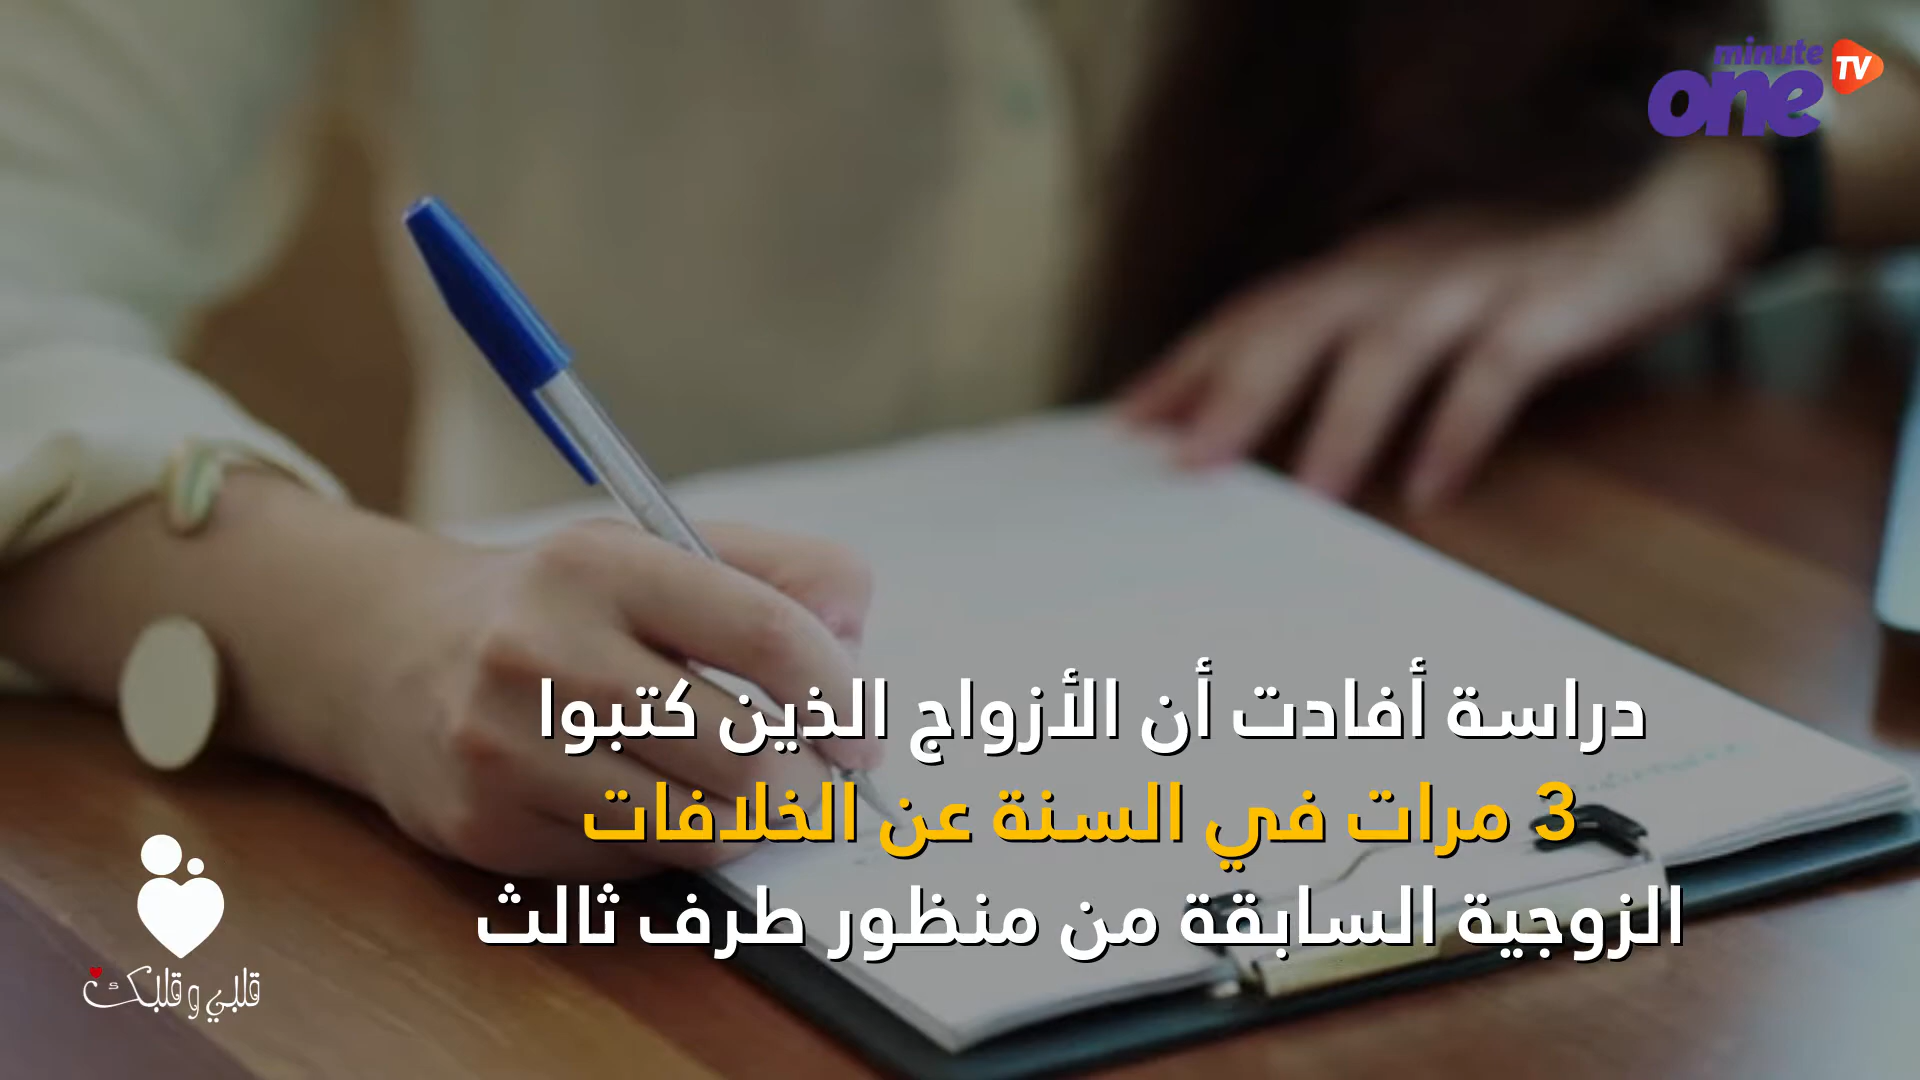 minute
one TV
دراسة أفادت أن الأزواج الذين كتبوا
3 مرات في السنة عن الخلافات
الزوجية السابقة من منظور طرف ثالث
قلبي و قلبك